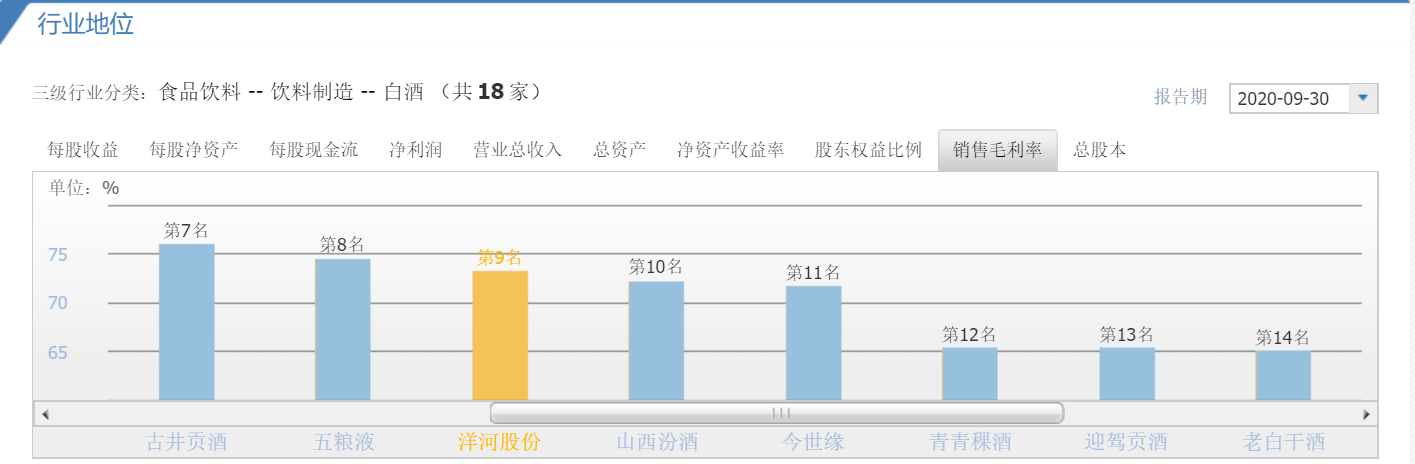 行业地位
三级行业分类：食品饮料 -- 饮料制造 -- 白酒 （共 18 家）
报告期 2020-09-30
每股收益 每股净资产 每股现金流 净利润 营业总收入 总资产 净资产收益率 股东权益比例 销售毛利率 总股本
单位：%
第7名 第8名 第9名 第10名 第11名 第12名 第13名 第14名
75
70
65
古井贡酒 五粮液 洋河股份 山西汾酒 今世缘 青青稞酒 迎驾贡酒 老白干酒